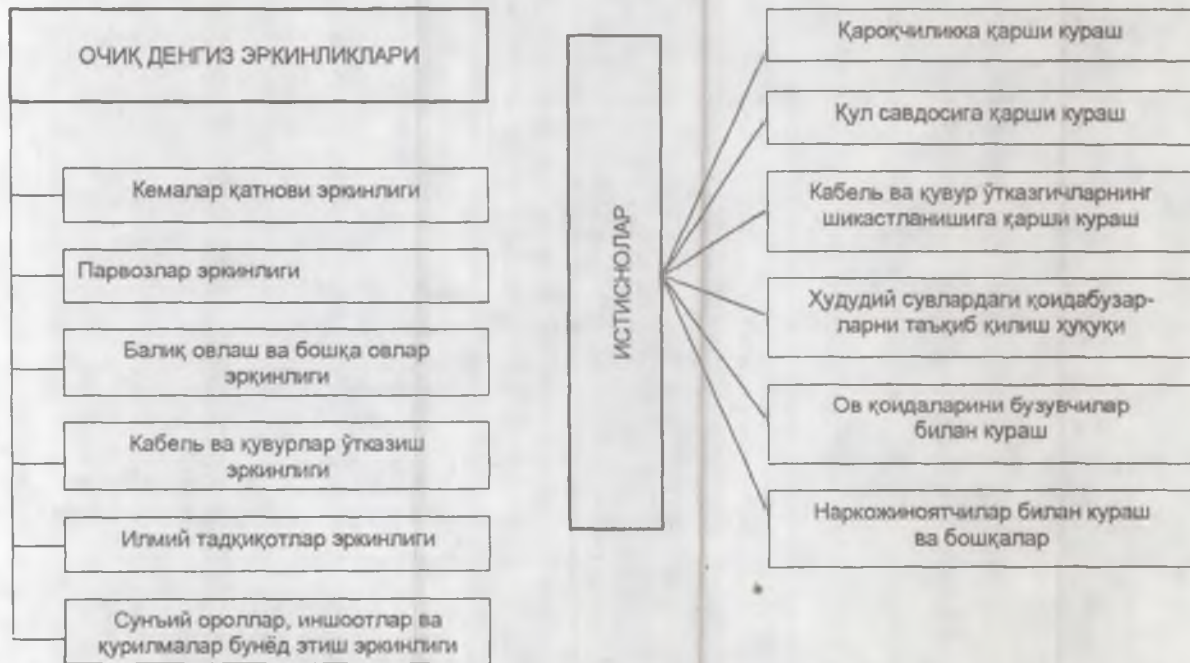 ОЧИҚ ДЕНГИЗ ЭРКИНЛИКЛАРИ
Кемалар қатнови эркинлиги
Парвозлар эркинлиги
Балиқ овлаш ва бошқа овлар
эркинлиги
Кабель ва қувурлар ўтказиш
эркинлиги
Илмий тадқиқотлар эркинлиги
Сунъий ороллар, иншоотлар ва
қурилмалар бунёд этиш эркинлиги
ИСТИСНОЛАР
Қароқчиликка қарши кураш
Қул савдосига қарши кураш
Кабель ва қувур ўтказгичларнинг
шикастланишига қарши кураш
Ҳудудий сувлардаги қоидабузар-
ларни таъқиб қилиш ҳуқуқи
Ов қоидаларини бузувчилар
билан кураш
Наркожиноятчилар билан кураш
ва бошқалар